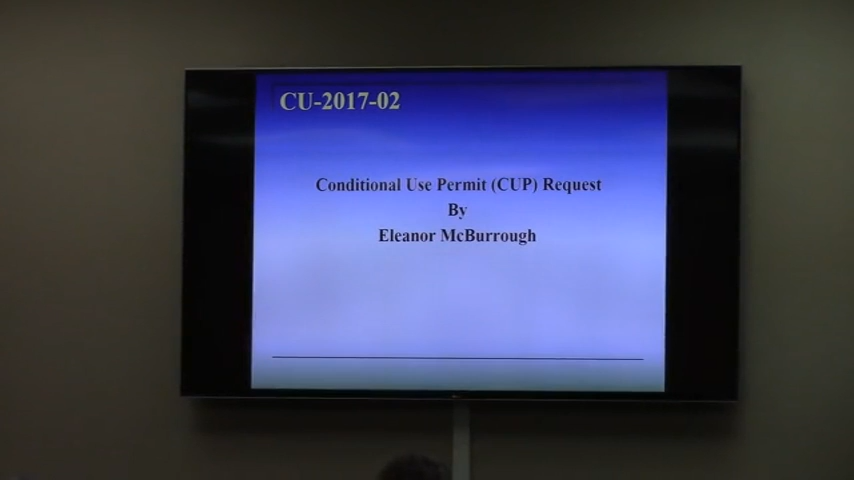 CU-2017-02
Conditional Use Permit (CUP) Request
By
Eleanor McBurrough